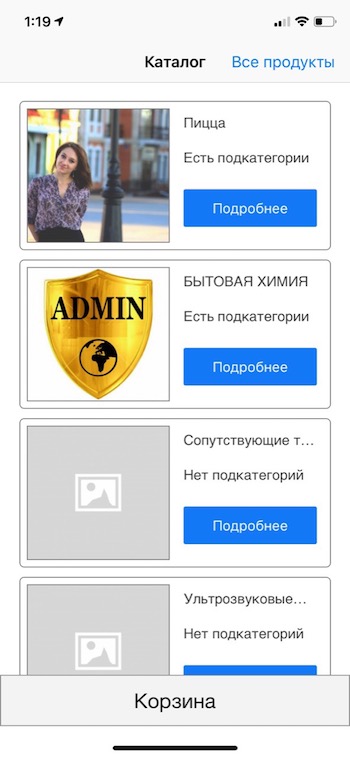 1:19
Каталог
Все продукты
Пицца
Есть подкатегории
Подробнее
ADMIN
БЫТОВАЯ ХИМИЯ
Есть подкатегории
Подробнее
Сопутствующие т...
Нет подкатегорий
Подробнее
Ультрозвуковые...
Нет подкатегорий
Корзина